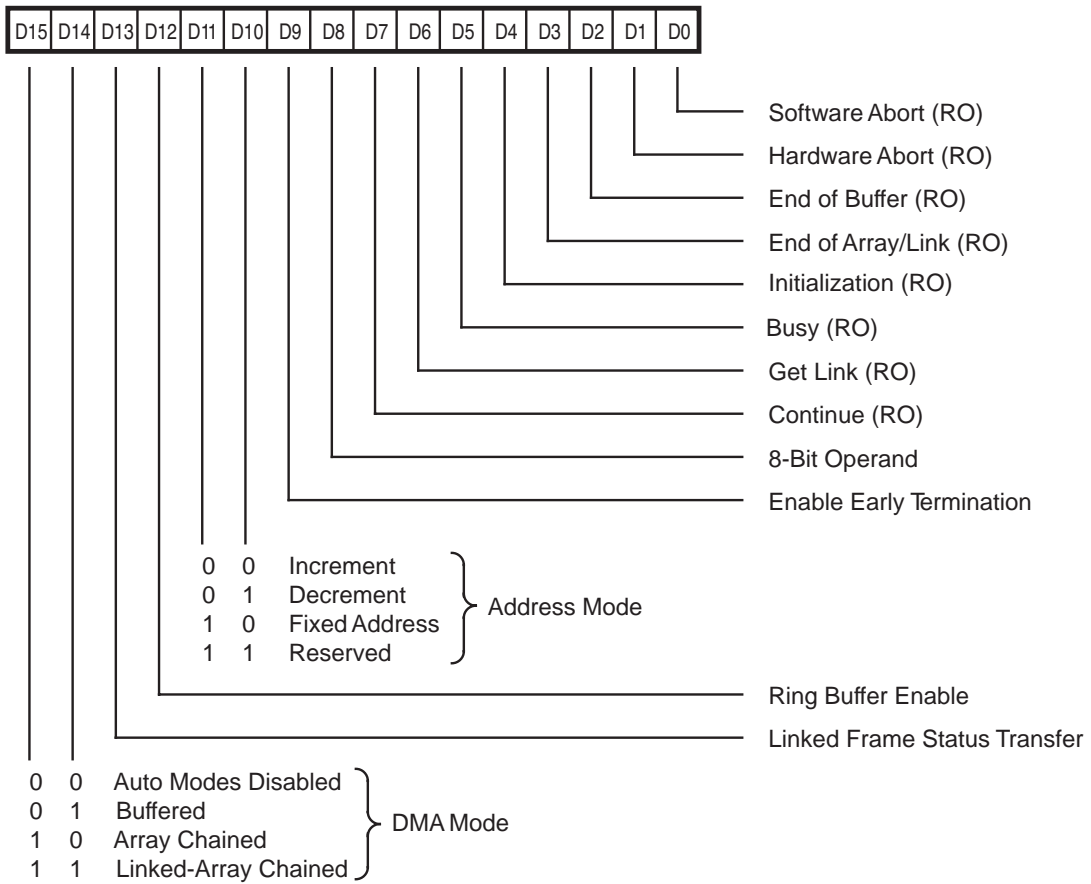 D15 D14 D13 D12 D11 D10 D9 D8 D7 D6 D5 D4 D3 D2 D1 D0
Software Abort (RO)
Hardware Abort (RO)
End of Buffer (RO)
End of Array/Link (RO)
Initialization (RO)
Busy (RO)
Get Link (RO)
Continue (RO)
8-Bit Operand
Enable Early Termination
0 0 Increment
0 1 Decrement
Address Mode
1 0 Fixed Address
1 1 Reserved
Ring Buffer Enable
Linked Frame Status Transfer
0 0 Auto Modes Disabled
0 1 Buffered
DMA Mode
1 0 Array Chained
1 1 Linked-Array Chained